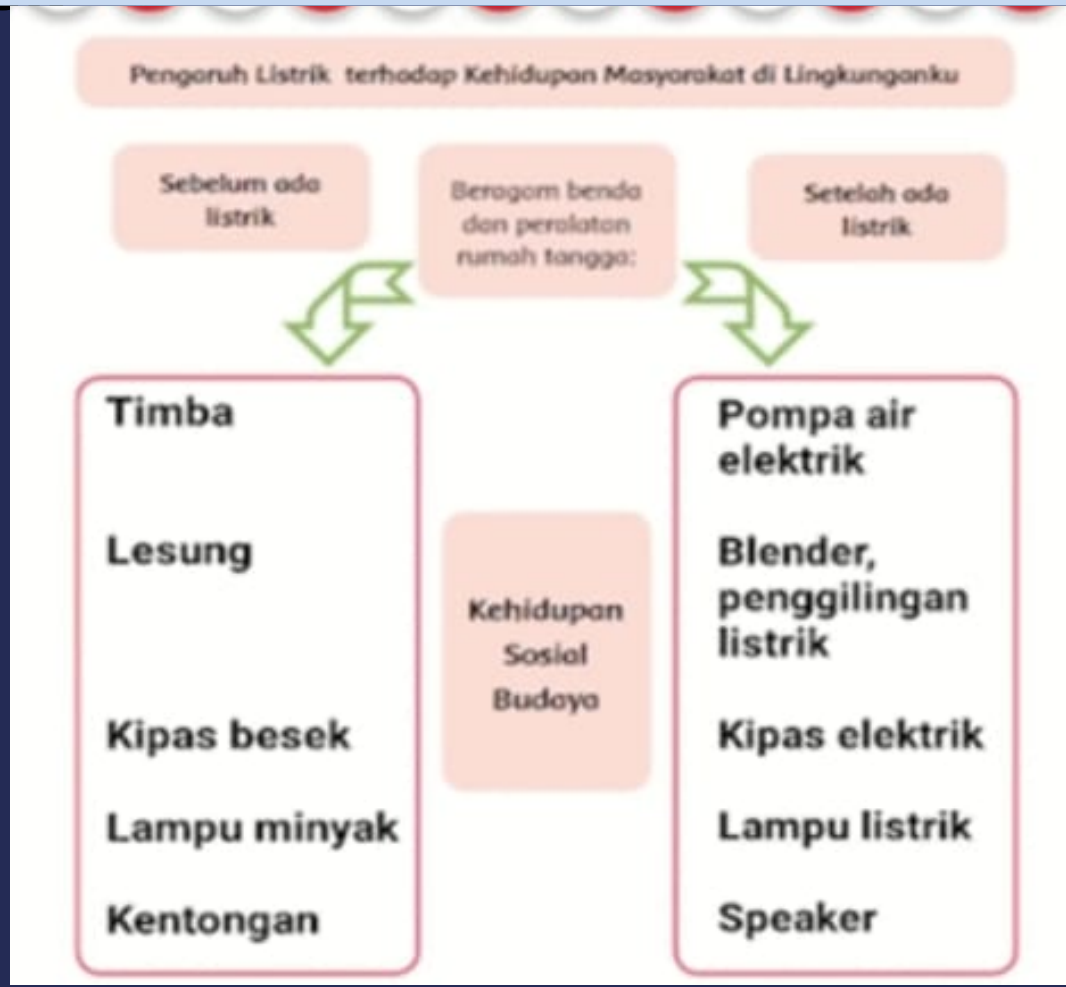 Pengaruh Listrik terhadap Kehidupan Masyarakat di Lingkunganku
Sebelum ada
listrik
Beragam benda
dan peralatan
rumah tangga:
Setelah ada
listrik
Timba
Lesung
Kipas besek
Lampu minyak
Kentongan
Kehidupan
Sosial
Budaya
Pompa air
elektrik
Blender,
penggilingan
listrik
Kipas elektrik
Lampu listrik
Speaker